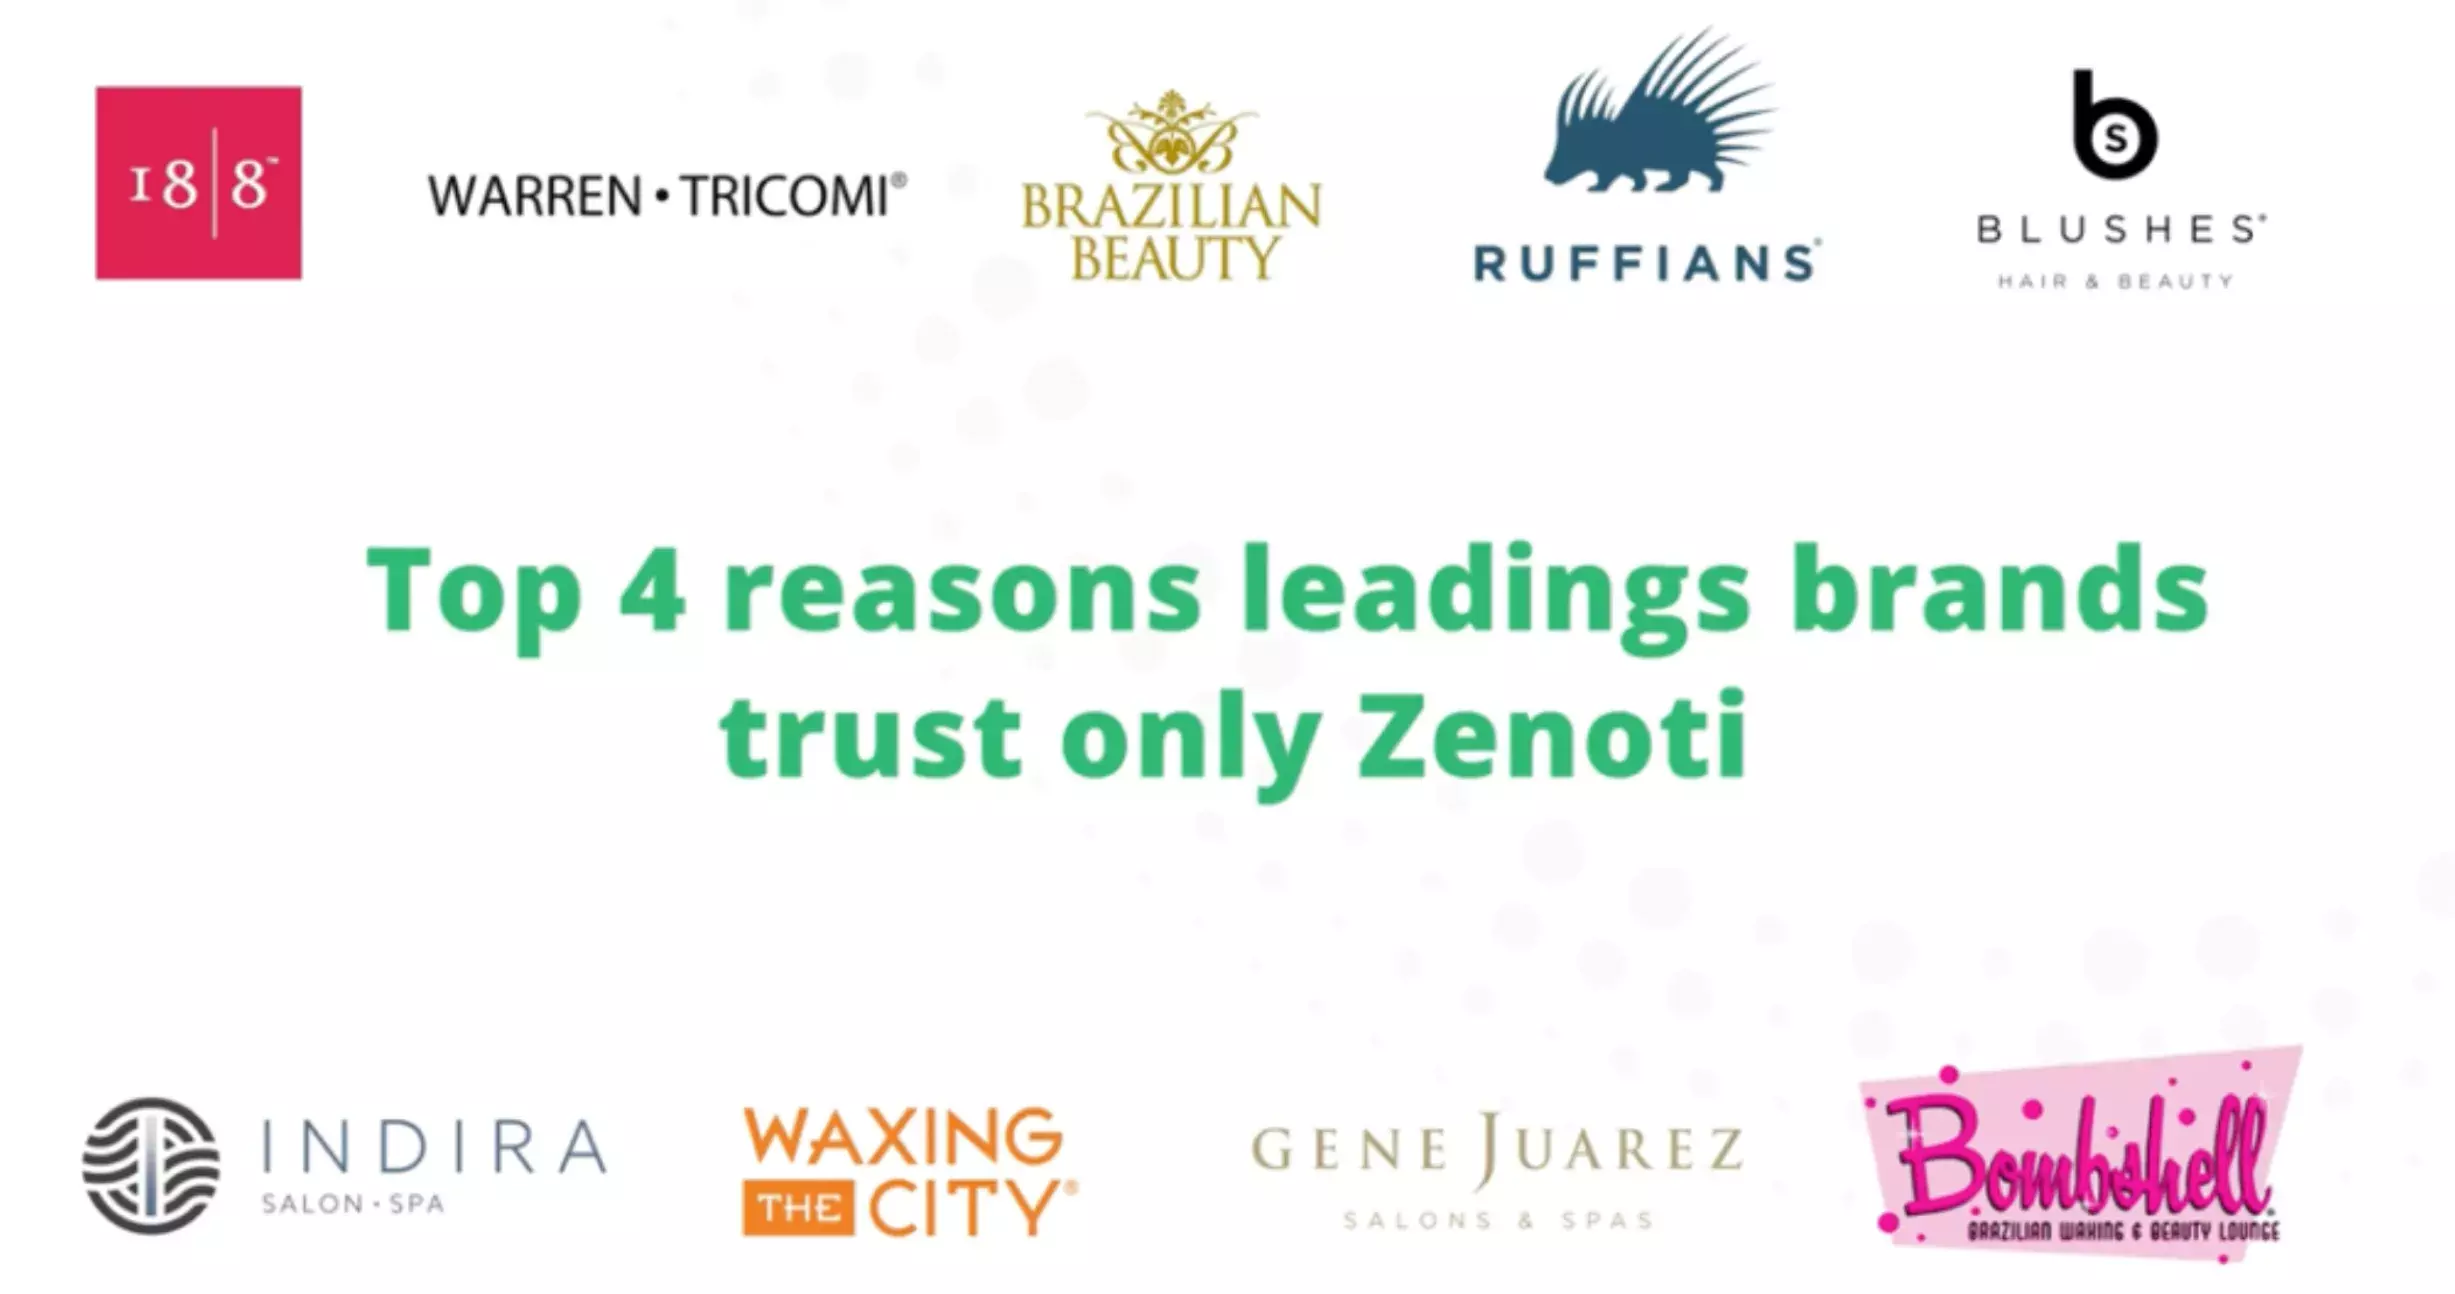 18|8™
WARREN • TRICOMI®
BRAZILIAN
BEAUTY
RUFFIANS®
bs
BLUSHES®
HAIR & BEAUTY
Top 4 reasons leadings brands
trust only Zenoti
INDIRA
SALON · SPA
WAXING
THE CITY®
GENE JUAREZ
SALONS & SPAS
Bombshell
BRAZILIAN WAXING & BEAUTY LOUNGE